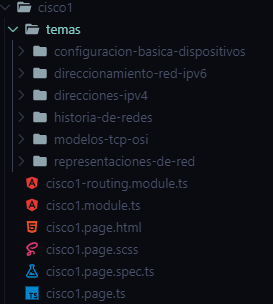 cisco1
temas
configuracion-basica-dispositivos
direccionamiento-red-ipv6
direcciones-ipv4
historia-de-redes
modelos-tcp-osi
representaciones-de-red
cisco1-routing.module.ts
cisco1.module.ts
cisco1.page.html
cisco1.page.scss
cisco1.page.spec.ts
cisco1.page.ts